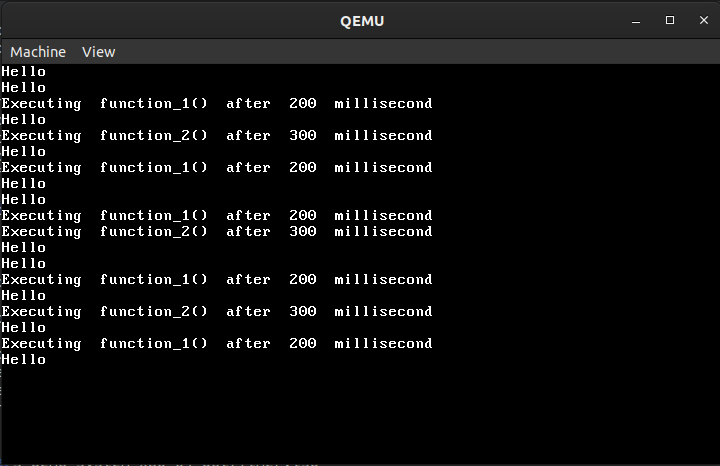 QEMU
Machine View
Hello
Hello
Executing function_1() after 200 millisecond
Hello
Executing function_2() after 300 millisecond
Hello
Executing function_1() after 200 millisecond
Hello
Hello
Executing function_1() after 200 millisecond
Executing function_2() after 300 millisecond
Hello
Hello
Executing function_1() after 200 millisecond
Hello
Executing function_2() after 300 millisecond
Hello
Executing function_1() after 200 millisecond
Hello